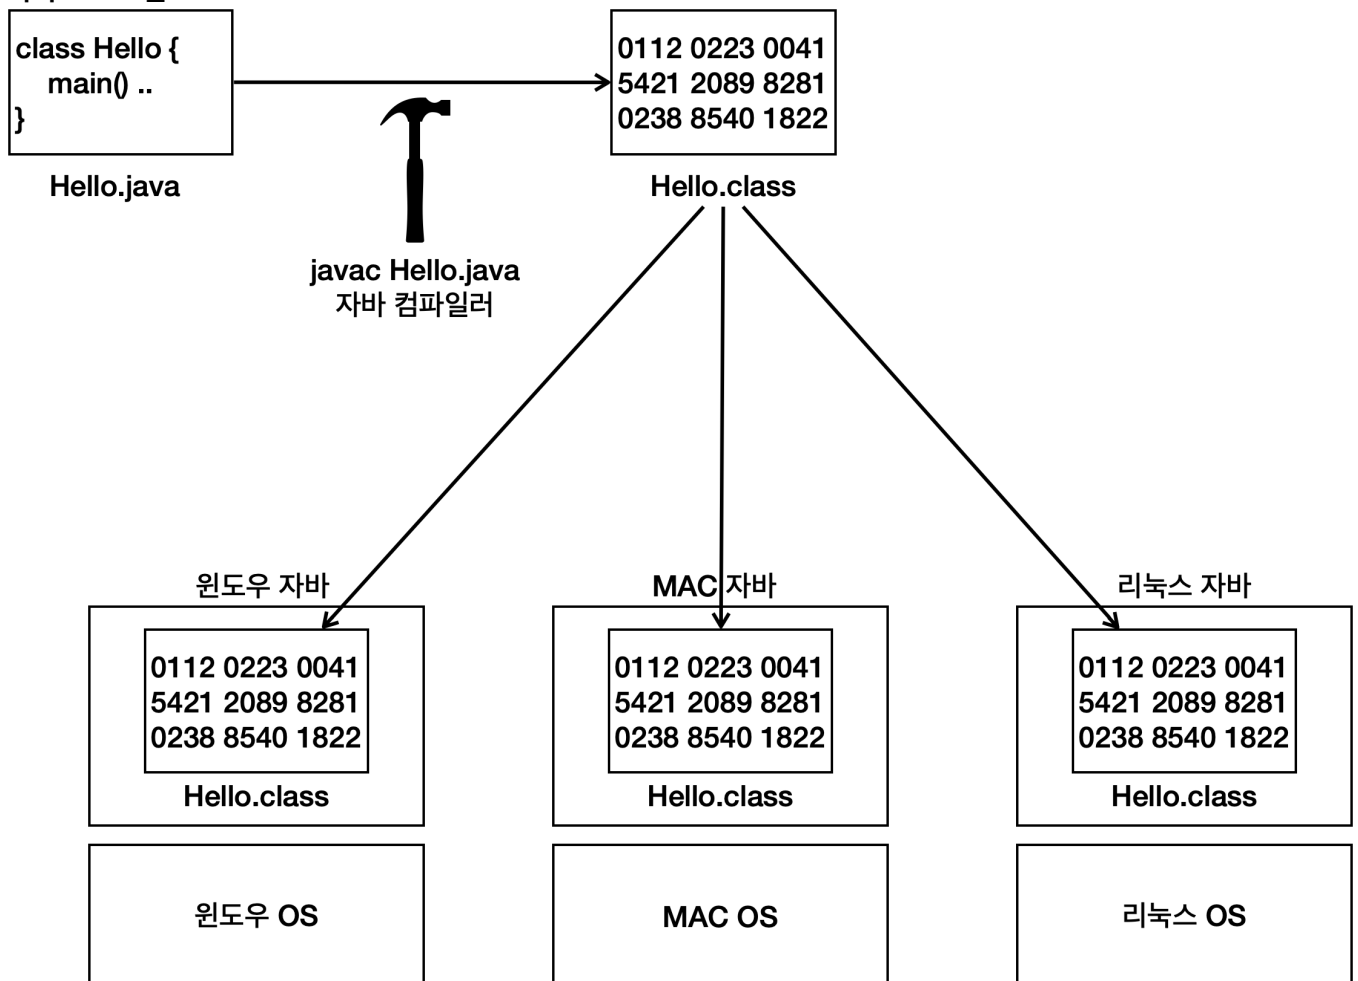 class Hello {
main() ..
}
Hello.java
0112 0223 0041
5421 2089 8281
0238 8540 1822
Hello.class
javac Hello.java
자바 컴파일러
윈도우 자바
0112 0223 0041
5421 2089 8281
0238 8540 1822
Hello.class
윈도우 OS
MAC 자바
0112 0223 0041
5421 2089 8281
0238 8540 1822
Hello.class
MAC OS
리눅스 자바
0112 0223 0041
5421 2089 8281
0238 8540 1822
Hello.class
리눅스 OS